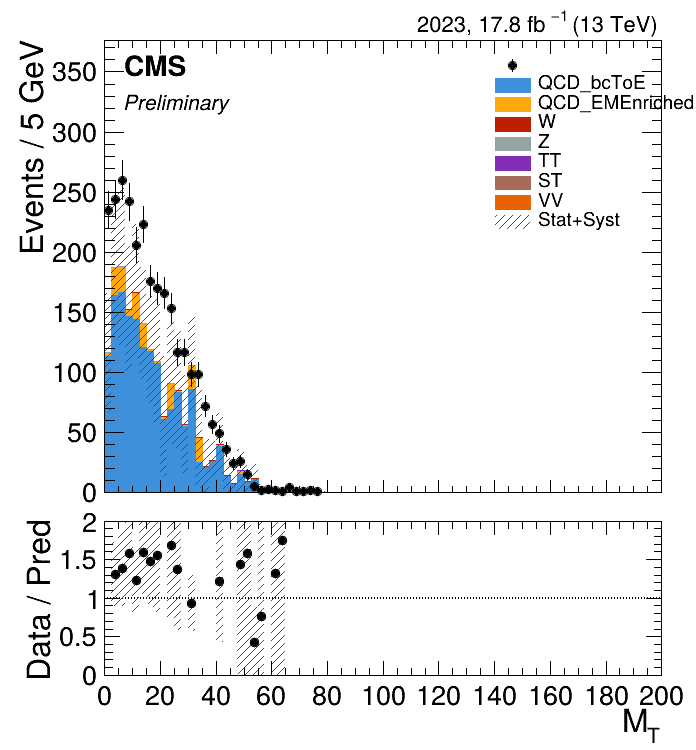 2023, 17.8 fb⁻¹ (13 TeV)
Events / 5 GeV
CMS
Preliminary
QCD_bcToE
QCD_EMEnriched
W
Z
TT
ST
VV
Stat+Syst
350
300
250
200
150
100
50
0
Data / Pred
2
1.5
1
0.5
0
0 20 40 60 80 100 120 140 160 180 200
M_T